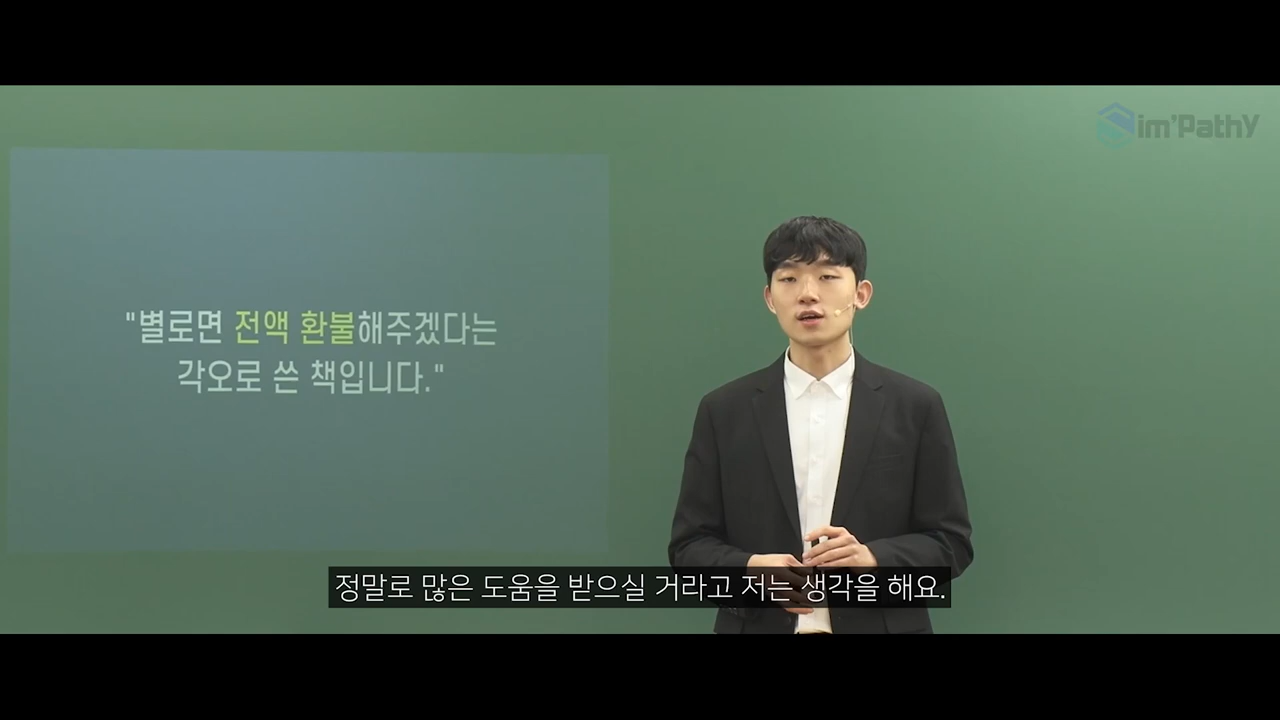 Sim'Pathy
"별로면 전액 환불해주겠다는
각오로 쓴 책입니다."
정말로 많은 도움을 받으실 거라고 저는 생각을 해요.